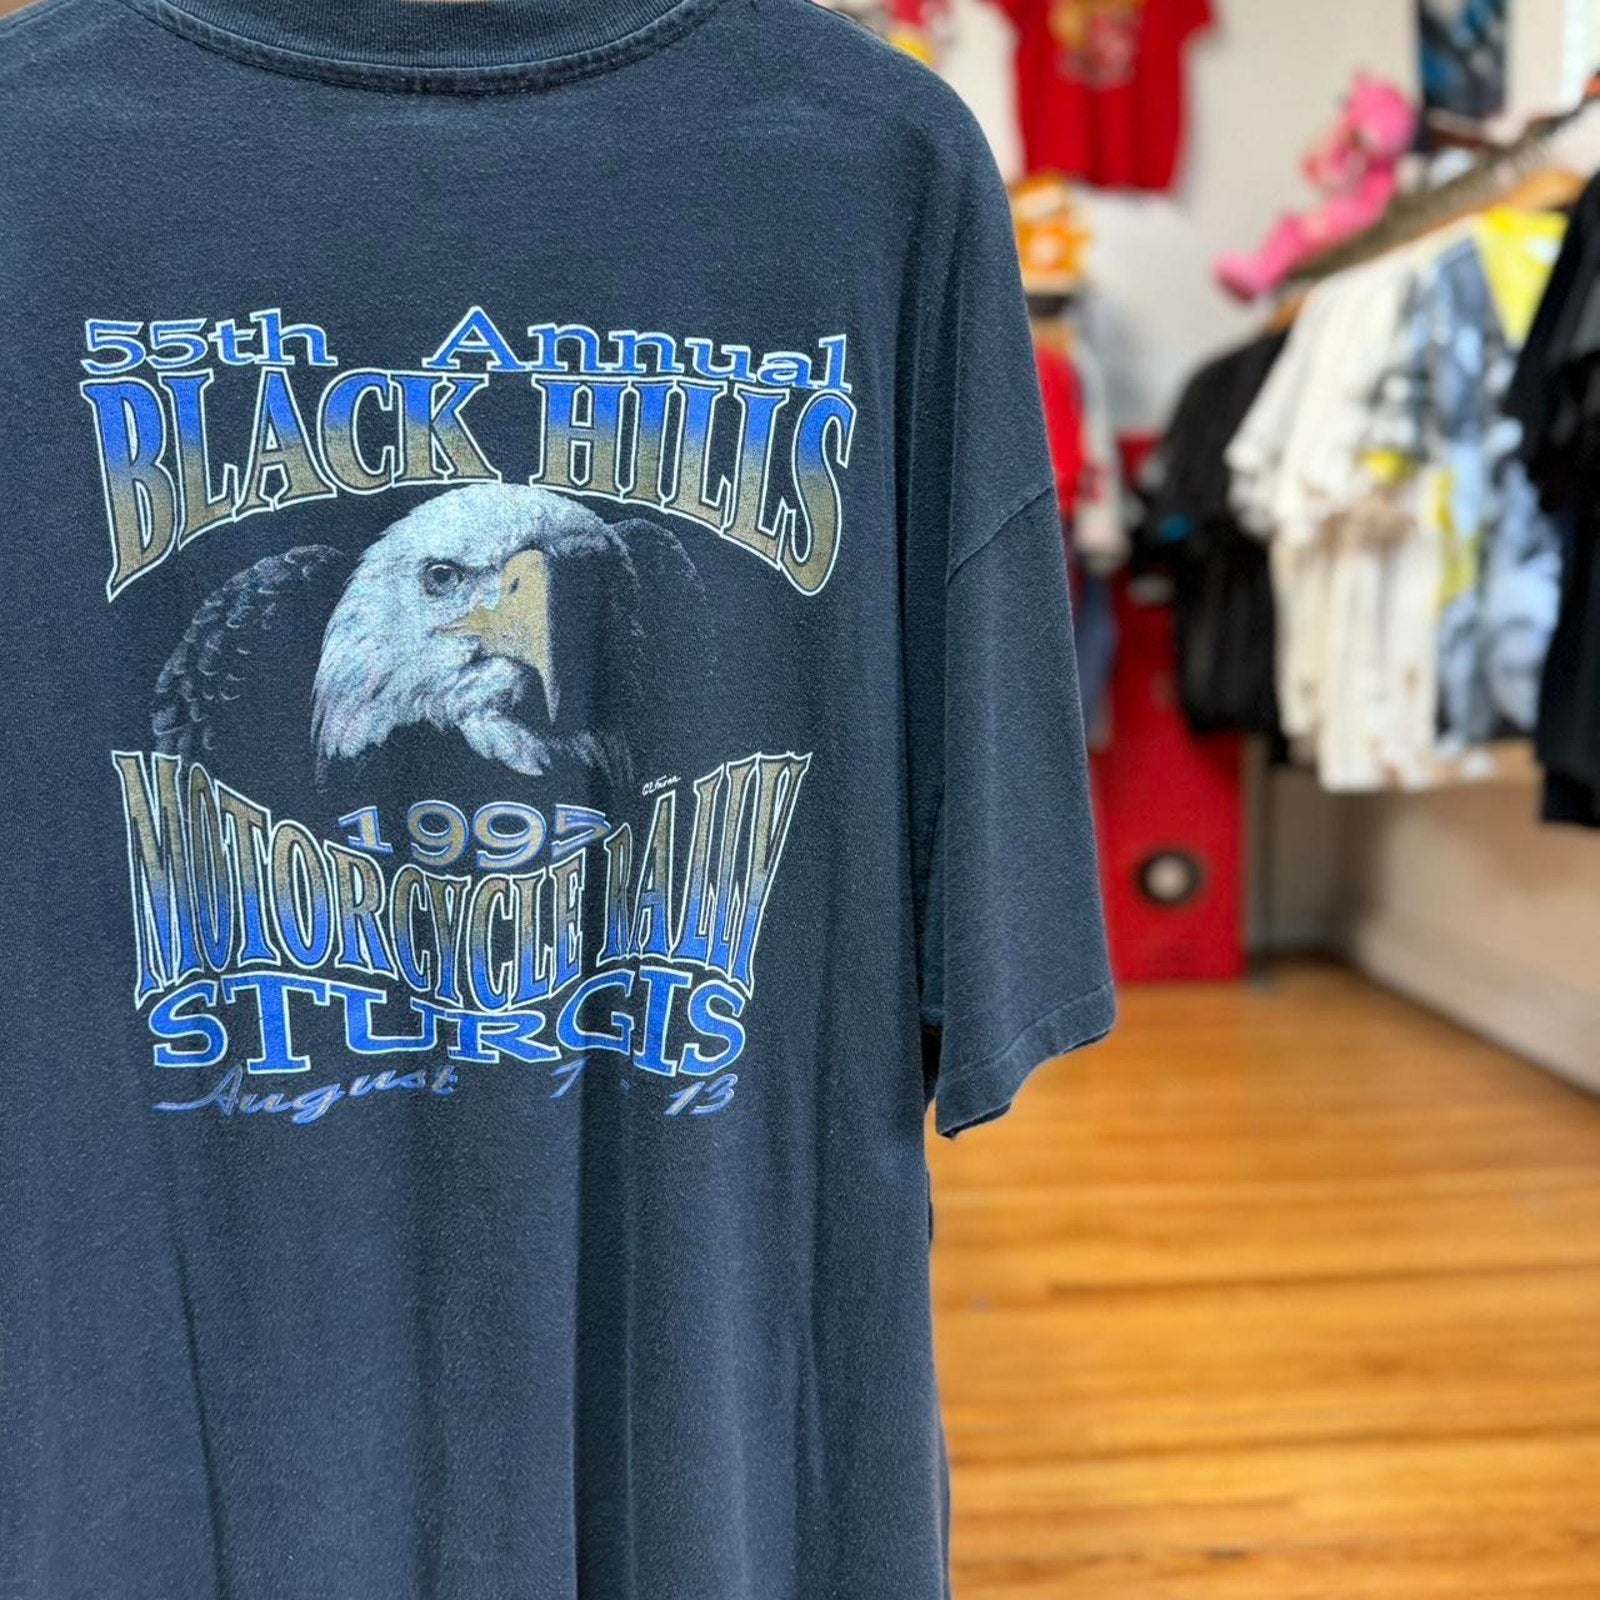 55th Annual
BLACK HILLS
1995
MOTORCYCLE RALLY
STURGIS
August 7 - 13